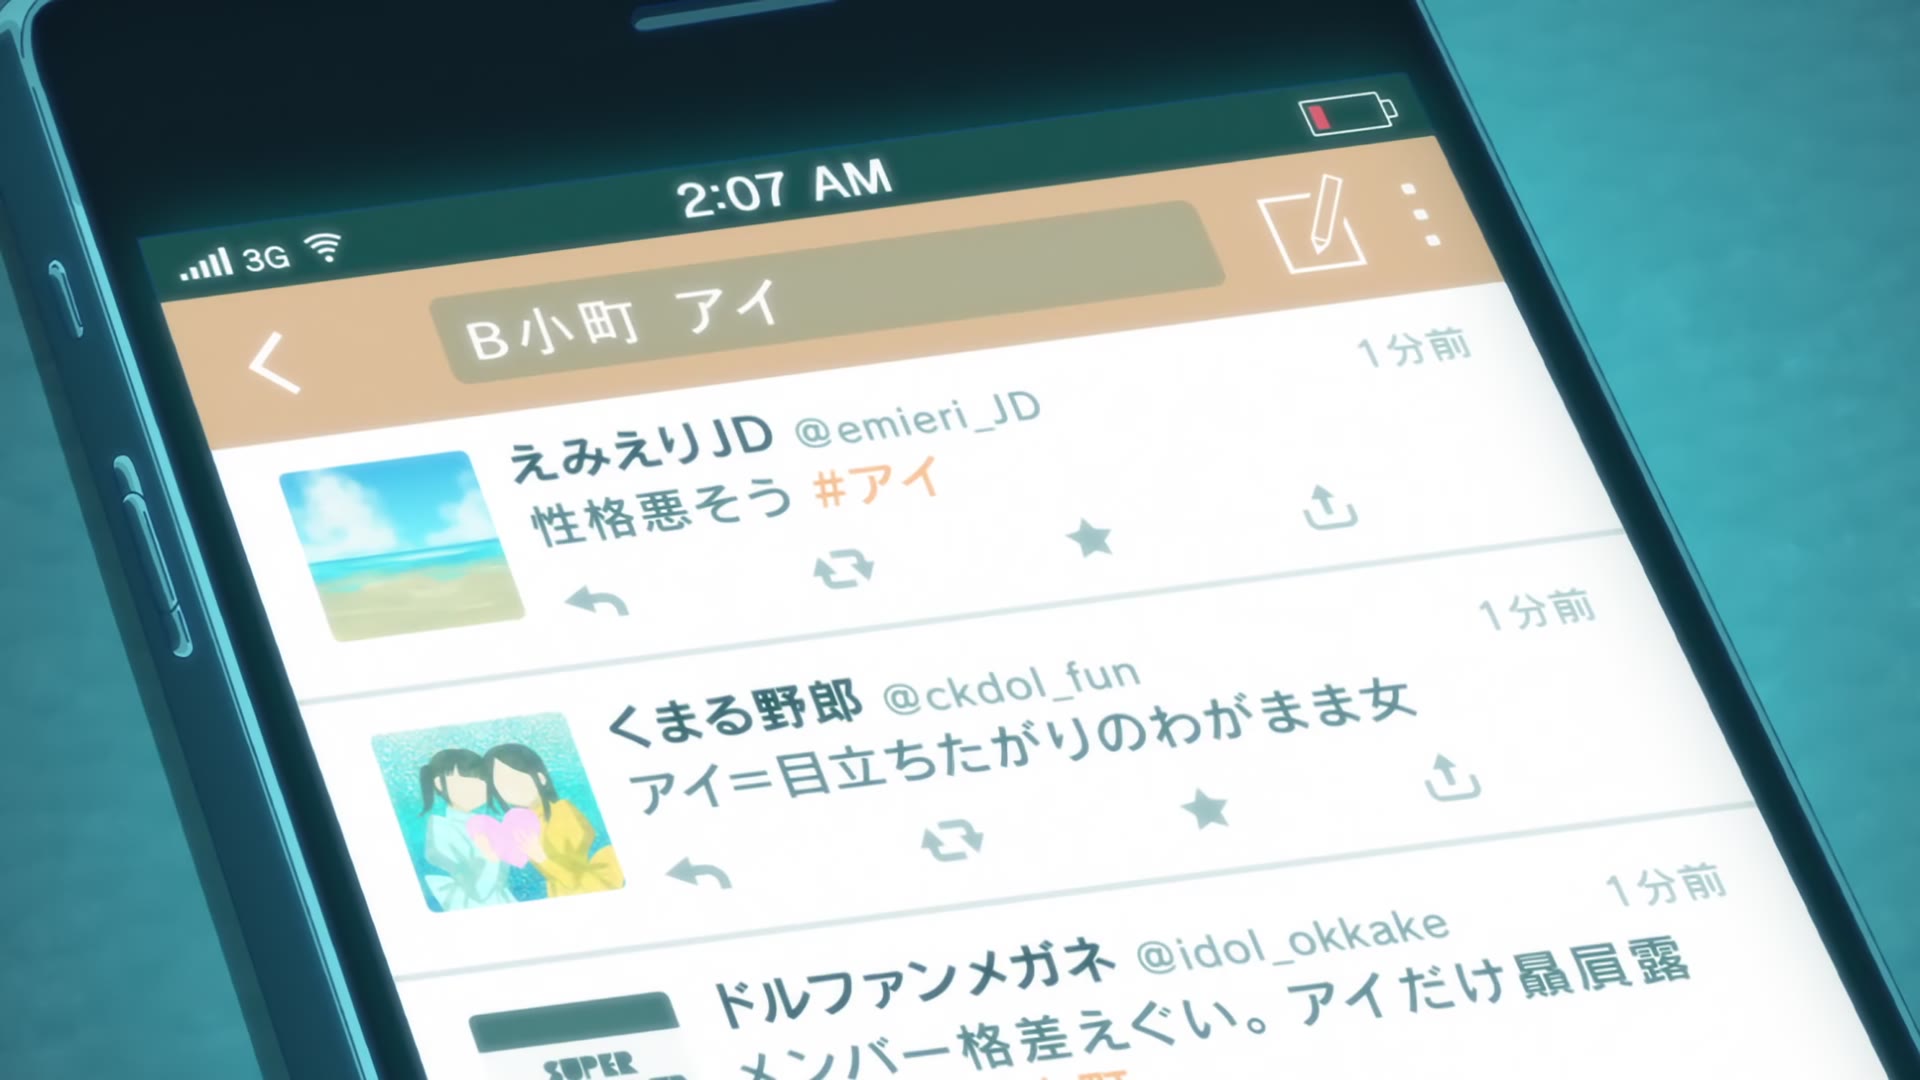 2:07 AM
3G
B小町 アイ
1分前
えみえりJD @emieri_JD
性格悪そう #アイ
1分前
くまる野郎 @ckdol_fun
アイ=目立ちたがりのわがまま女
1分前
ドルファンメガネ @idol_okkake
メンバー格差えぐい。アイだけ贔屓露
SUPER